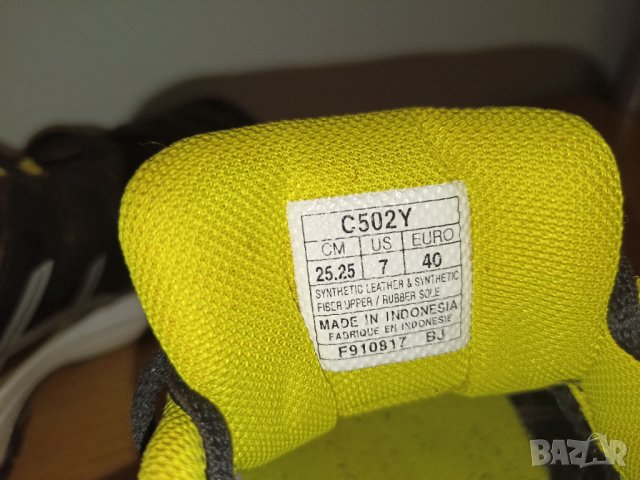 C502Y
CM US EURO
25.25 7 40
SYNTHETIC LEATHER & SYNTHETIC
FIBER UPPER / RUBBER SOLE
MADE IN INDONESIA
FABRIQUE EN INDONESIE
F910817 BJ
BAZAR